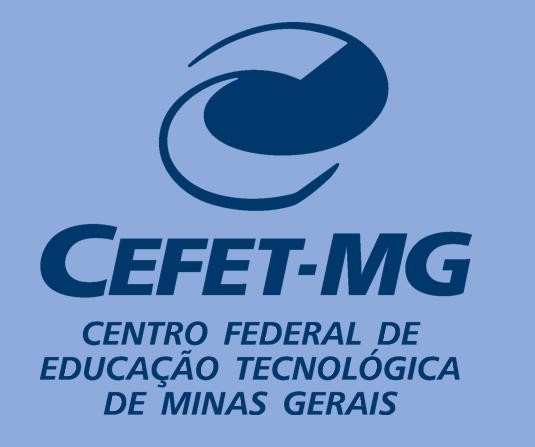 CEFET-MG
CENTRO FEDERAL DE
EDUCAÇÃO TECNOLÓGICA
DE MINAS GERAIS